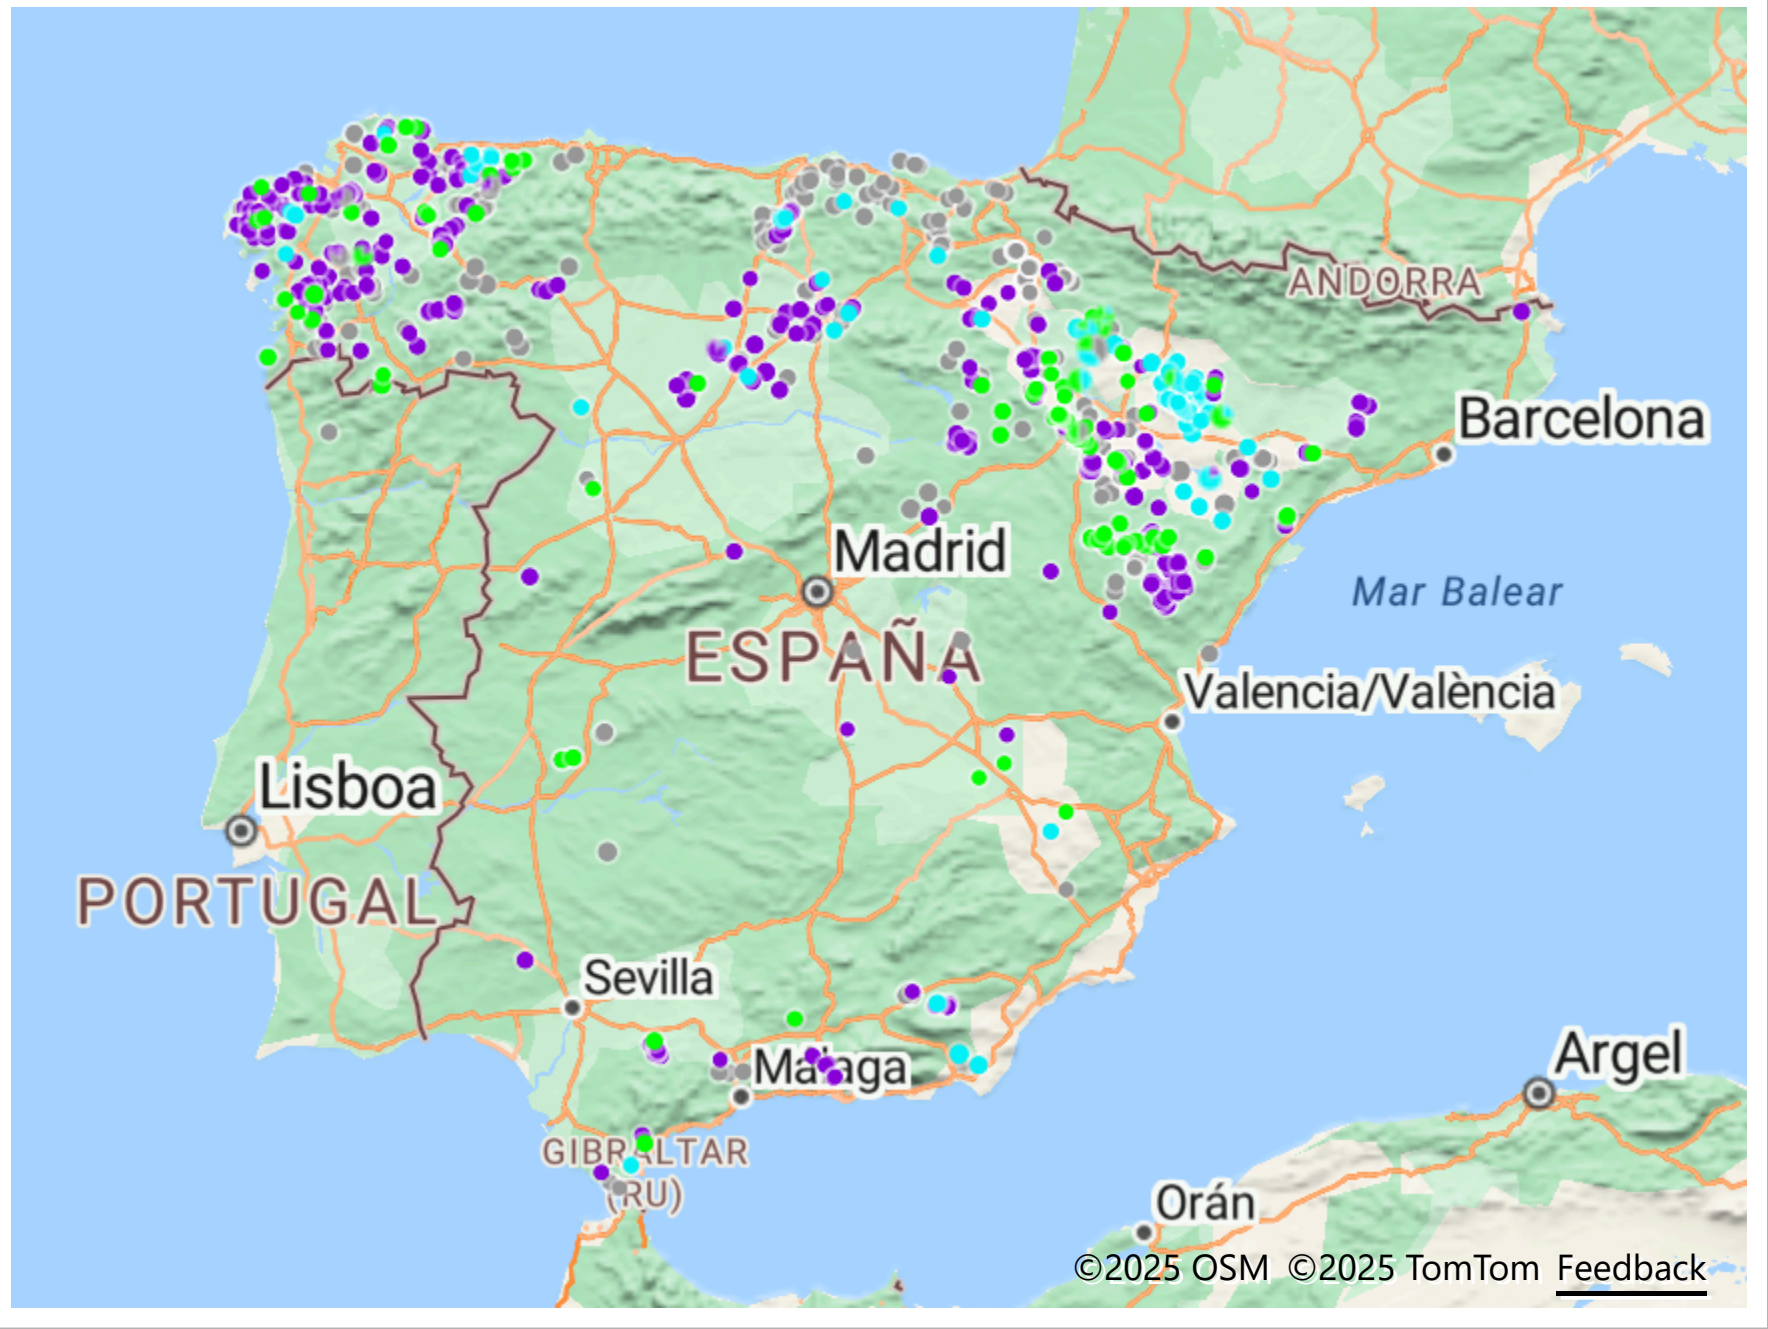 ANDORRA
Barcelona
Madrid
Mar Balear
ESPAÑA
Valencia/València
Lisboa
PORTUGAL
Sevilla
Málaga
Argel
GIBRALTAR
(RU)
Orán
©2025 OSM ©2025 TomTom Feedback